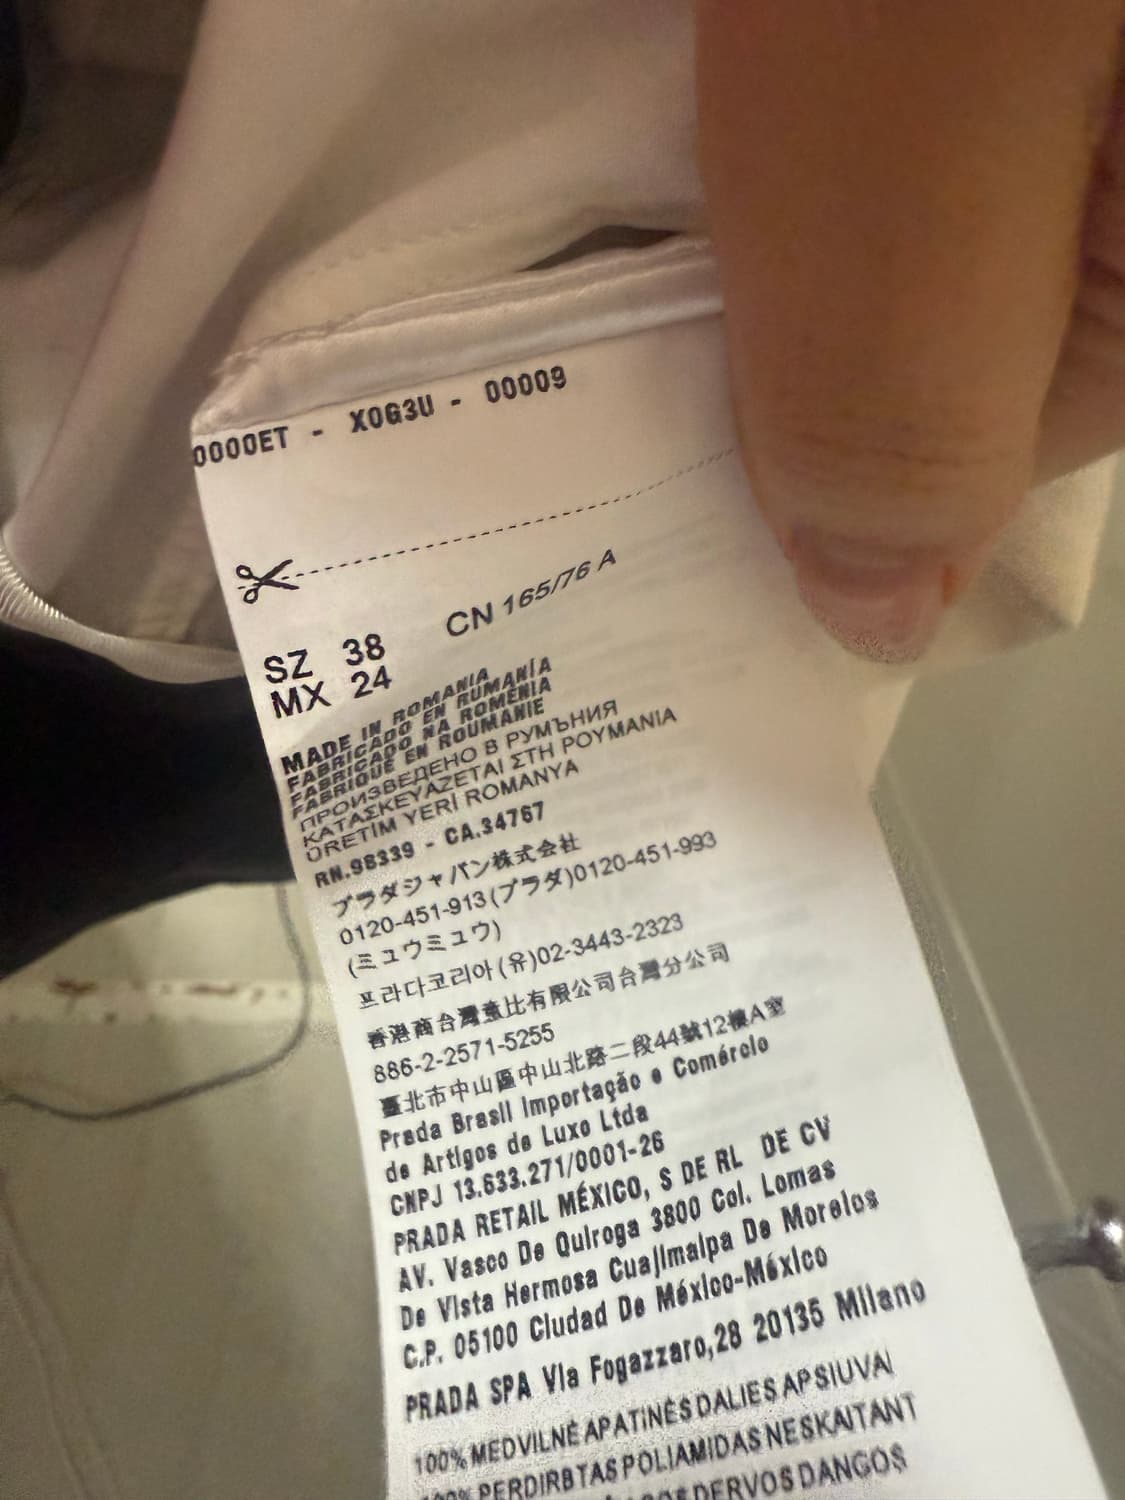 0000ET - X0G3U - 00009
CN 165/76 A
SZ 38
MX 24
MADE IN ROMANIA
FABRICADO EN RUMANÍA
FABRICADO NA ROMÉNIA
FABRIQUÉ EN ROUMANIE
ПРОИЗВЕДЕНО В РУМЪНИЯ
ΚΑΤΑΣΚΕΥΑΖΕΤΑΙ ΣΤΗ ΡΟΥΜΑΝΙΑ
ÜRETİM YERİ ROMANYA
RN.98339 - CA.34767
プラダジャパン株式会社
0120-451-913(プラダ)0120-451-993
(ミュウミュウ)
프라다코리아(유)02-3443-2323
香港商台灣意比有限公司台灣分公司
886-2-2571-5255
臺北市中山區中山北路二段44號12樓A室
Prada Brasil Importação e Comércio
de Artigos de Luxo Ltda
CNPJ 13.633.271/0001-26
PRADA RETAIL MÉXICO, S DE RL DE CV
AV. Vasco De Quiroga 3800 Col. Lomas
De Vista Hermosa Cuajimalpa De Morelos
C.P. 05100 Ciudad De México-México
PRADA SPA Via Fogazzaro,28 20135 Milano
100% MEDVILNĖ APATINĖS DALIES APSIUVAI
PERDIRBTAS POLIAMIDAS NESKAITANT
DANGOS